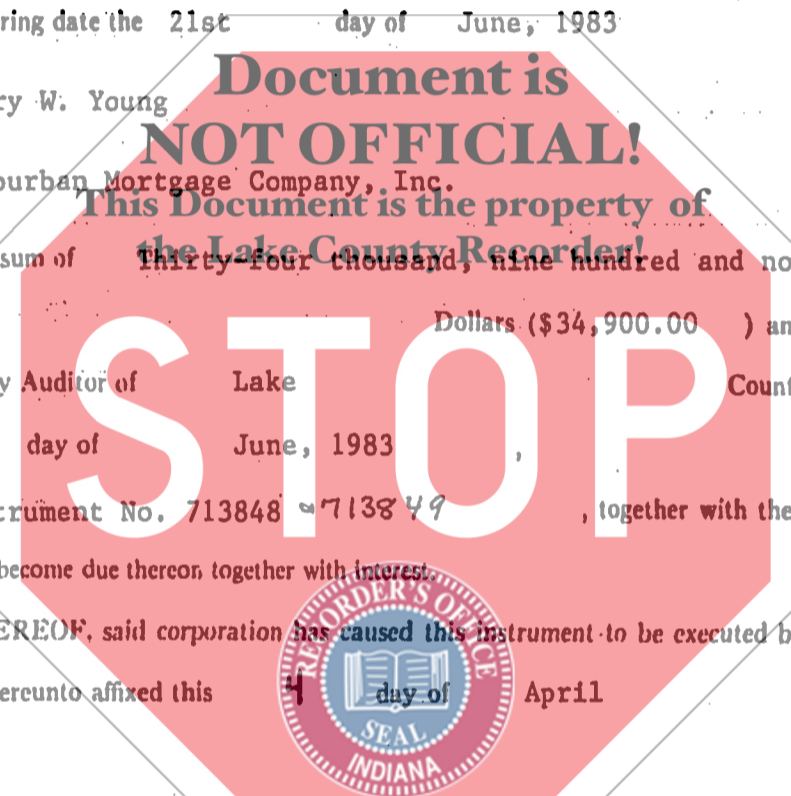 ring date the 21st day of June, 1983
Document is
ry W. Young
NOT OFFICIAL!
ourban Mortgage Company, Inc.
This Document is the property of
the Lake County Recorder!
sum of Thirty-four thousand, nine hundred and no
Dollars ($34,900.00 ) an
STOP
y Auditor of Lake Count
day of June, 1983 ,
trument No. 713848 713849 , together with the
become due thereon together with interest.
EREOF, said corporation has caused this instrument to be executed b
ereunto affixed this 4 day of April
RECORDER'S OFFICE
SEAL
INDIANA